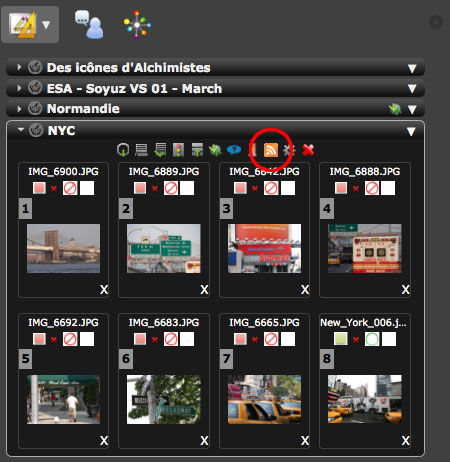 Des icônes d'Alchimistes
ESA - Soyuz VS 01 - March
Normandie
NYC
IMG_6900.JPG IMG_6889.JPG IMG_6842.JPG IMG_6888.JPG
1 2 3 4
X X X X
IMG_6692.JPG IMG_6683.JPG IMG_6665.JPG New_York_006.j...
5 6 7 8
BROADWAY
X X X X